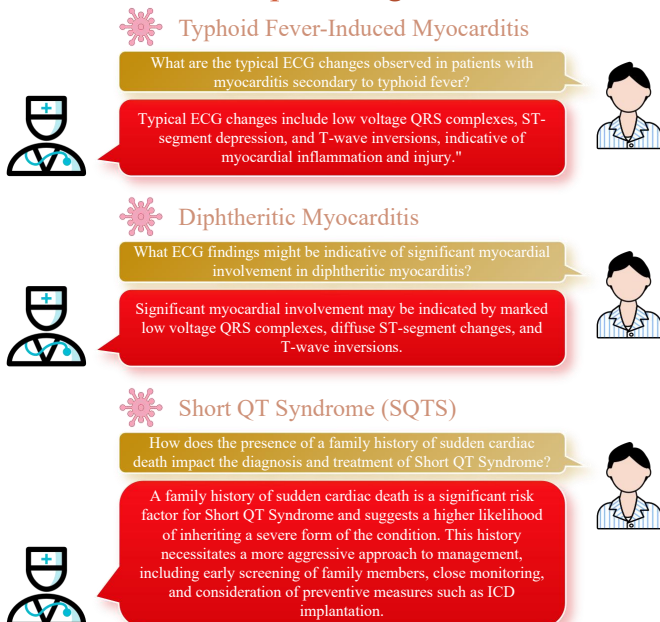 Typhoid Fever-Induced Myocarditis
What are the typical ECG changes observed in patients with
myocarditis secondary to typhoid fever?
Typical ECG changes include low voltage QRS complexes, ST-
segment depression, and T-wave inversions, indicative of
myocardial inflammation and injury."
Diphtheritic Myocarditis
What ECG findings might be indicative of significant myocardial
involvement in diphtheritic myocarditis?
Significant myocardial involvement may be indicated by marked
low voltage QRS complexes, diffuse ST-segment changes, and
T-wave inversions.
Short QT Syndrome (SQTS)
How does the presence of a family history of sudden cardiac
death impact the diagnosis and treatment of Short QT Syndrome?
A family history of sudden cardiac death is a significant risk
factor for Short QT Syndrome and suggests a higher likelihood
of inheriting a severe form of the condition. This history
necessitates a more aggressive approach to management,
including early screening of family members, close monitoring,
and consideration of preventive measures such as ICD
implantation.